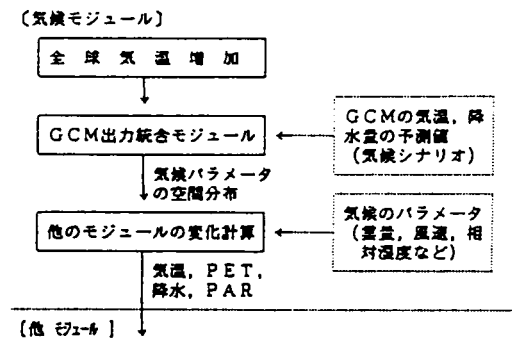 〔気候モジュール〕
全球気温増加
GCM出力統合モジュール
GCMの気温，降
水量の予測値
（気候シナリオ）
気候パラメータ
の空間分布
他のモジュールの変化計算
気候のパラメータ
（雲量，風速，相
対湿度など）
気温，PET，
降水，PAR
［他 モジュール］